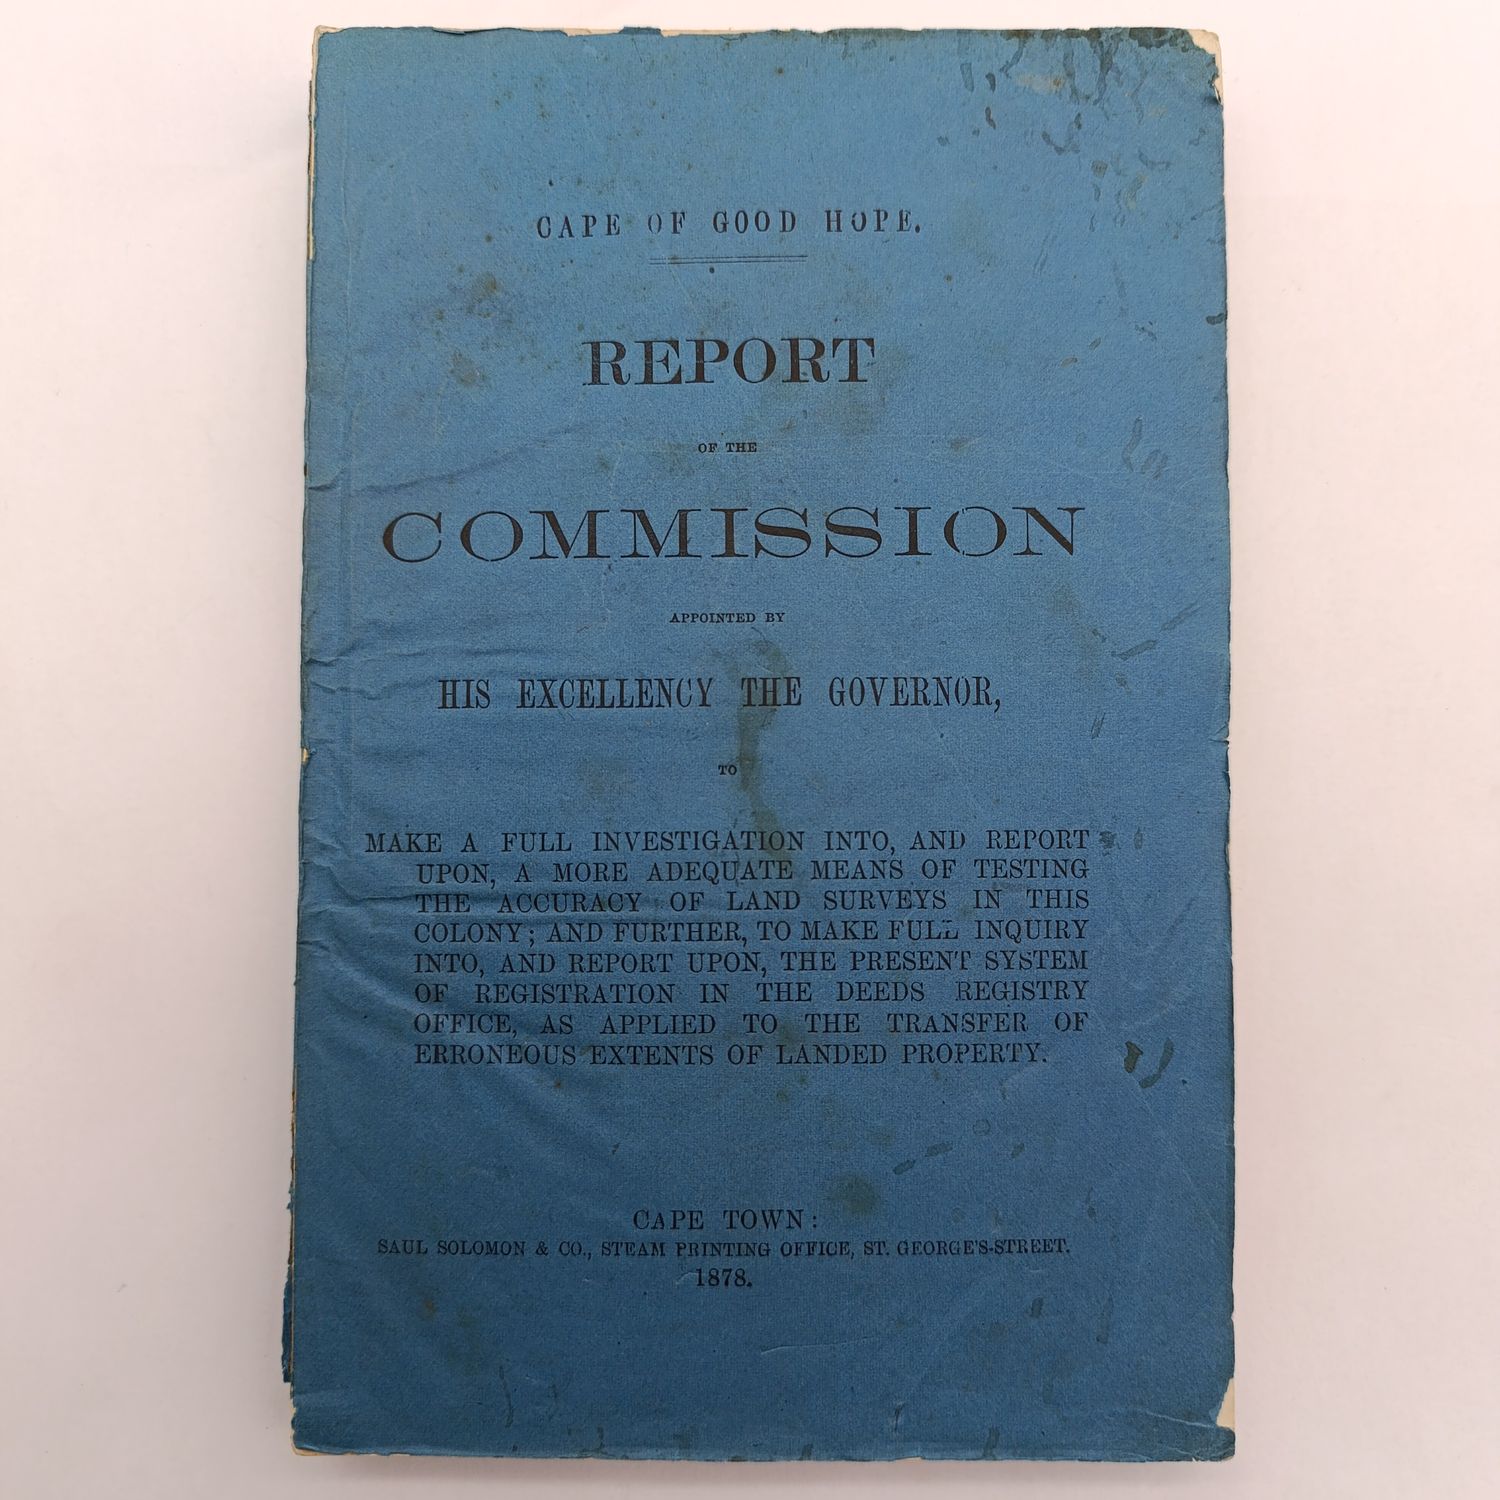 CAPE OF GOOD HOPE.
REPORT
OF THE
COMMISSION
APPOINTED BY
HIS EXCELLENCY THE GOVERNOR,
TO
MAKE A FULL INVESTIGATION INTO, AND REPORT
UPON, A MORE ADEQUATE MEANS OF TESTING
THE ACCURACY OF LAND SURVEYS IN THIS
COLONY; AND FURTHER, TO MAKE FULL INQUIRY
INTO, AND REPORT UPON, THE PRESENT SYSTEM
OF REGISTRATION IN THE DEEDS REGISTRY
OFFICE, AS APPLIED TO THE TRANSFER OF
ERRONEOUS EXTENTS OF LANDED PROPERTY.
CAPE TOWN:
SAUL SOLOMON & CO., STEAM PRINTING OFFICE, ST. GEORGE'S-STREET.
1878.